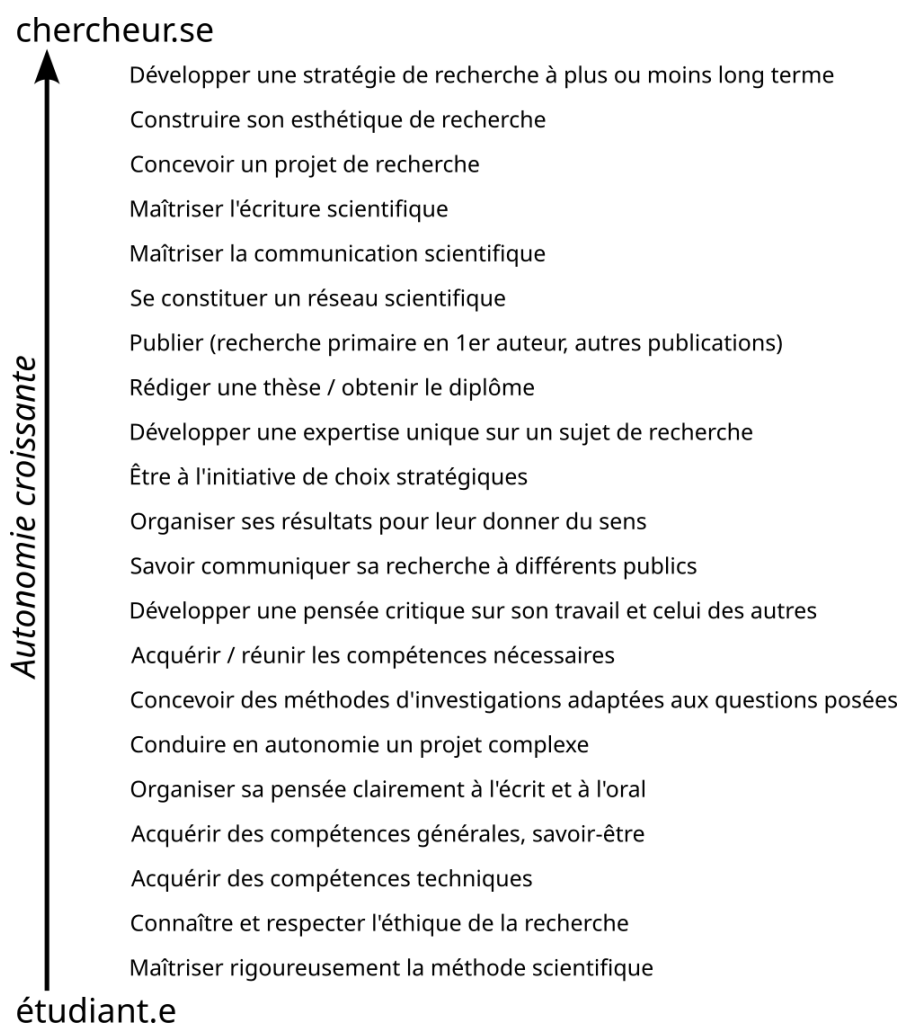 chercheur.se
Développer une stratégie de recherche à plus ou moins long terme
Construire son esthétique de recherche
Concevoir un projet de recherche
Maîtriser l'écriture scientifique
Maîtriser la communication scientifique
Se constituer un réseau scientifique
Publier (recherche primaire en 1er auteur, autres publications)
Rédiger une thèse / obtenir le diplôme
Développer une expertise unique sur un sujet de recherche
Être à l'initiative de choix stratégiques
Organiser ses résultats pour leur donner du sens
Savoir communiquer sa recherche à différents publics
Développer une pensée critique sur son travail et celui des autres
Acquérir / réunir les compétences nécessaires
Concevoir des méthodes d'investigations adaptées aux questions posées
Conduire en autonomie un projet complexe
Organiser sa pensée clairement à l'écrit et à l'oral
Acquérir des compétences générales, savoir-être
Acquérir des compétences techniques
Connaître et respecter l'éthique de la recherche
Maîtriser rigoureusement la méthode scientifique
étudiant.e
Autonomie croissante